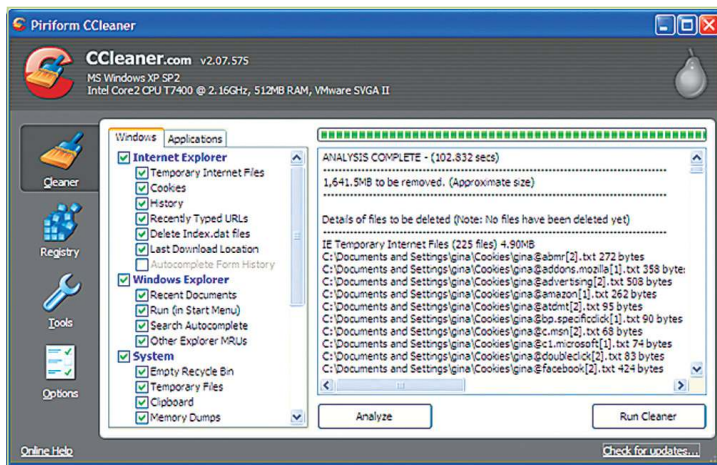 Piriform CCleaner
CCleaner.com v2.07.575
MS Windows XP SP2
Intel Core2 CPU T7400 @ 2.16GHz, 512MB RAM, VMware SVGA II
Cleaner
Registry
Tools
Options
Windows Applications
Internet Explorer
Temporary Internet Files
Cookies
History
Recently Typed URLs
Delete Index.dat files
Last Download Location
Autocomplete Form History
Windows Explorer
Recent Documents
Run (in Start Menu)
Search Autocomplete
Other Explorer MRUs
System
Empty Recycle Bin
Temporary Files
Clipboard
Memory Dumps
ANALYSIS COMPLETE - (102.832 secs)
1,641.5MB to be removed. (Approximate size)
Details of files to be deleted (Note: No files have been deleted yet)
IE Temporary Internet Files (225 files) 4.90MB
C:\Documents and Settings\gina\Cookies\gina@abmr[2].txt 272 bytes
C:\Documents and Settings\gina\Cookies\gina@addons.mozilla[1].txt 358 byte
C:\Documents and Settings\gina\Cookies\gina@advertising[2].txt 508 bytes
C:\Documents and Settings\gina\Cookies\gina@amazon[1].txt 262 bytes
C:\Documents and Settings\gina\Cookies\gina@atdmt[2].txt 95 bytes
C:\Documents and Settings\gina\Cookies\gina@bp.specificclick[1].txt 90 bytes
C:\Documents and Settings\gina\Cookies\gina@c.msn[2].txt 68 bytes
C:\Documents and Settings\gina\Cookies\gina@c1.microsoft[1].txt 74 bytes
C:\Documents and Settings\gina\Cookies\gina@doubleclick[2].txt 83 bytes
C:\Documents and Settings\gina\Cookies\gina@facebook[2].txt 424 bytes
Analyze
Run Cleaner
Online Help
Check for updates...